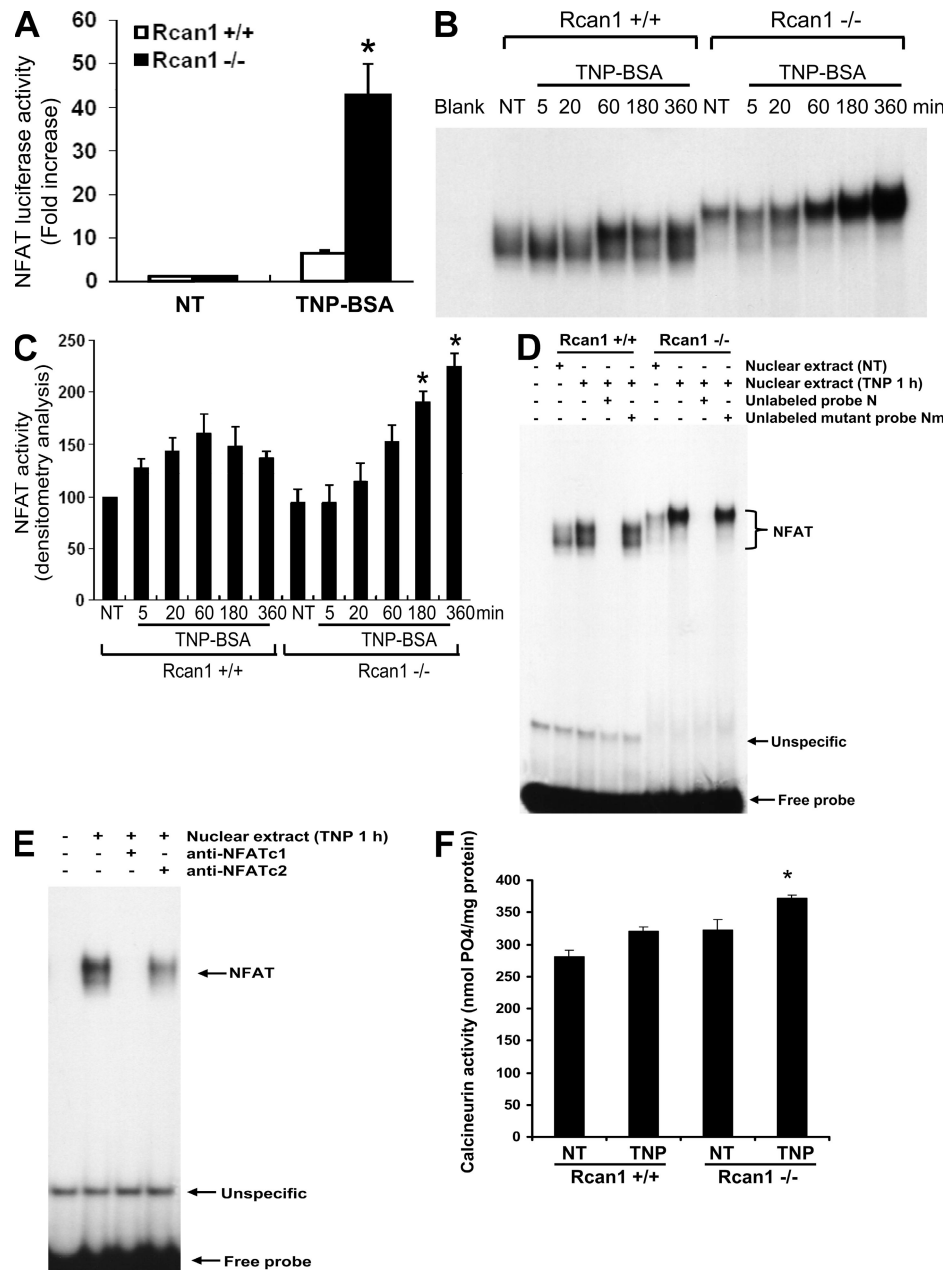 A
Rcan1 +/+
Rcan1 -/-
NFAT luciferase activity
(Fold increase)
60
50
40
30
20
10
0
*
NT
TNP-BSA
B
Rcan1 +/+
Rcan1 -/-
TNP-BSA
TNP-BSA
Blank NT 5 20 60 180 360 NT 5 20 60 180 360 min
C
NFAT activity
(densitometry analysis)
250
200
150
100
50
0
*
*
NT 5 20 60 180 360 NT 5 20 60 180 360 min
TNP-BSA
TNP-BSA
Rcan1 +/+
Rcan1 -/-
D
Rcan1 +/+
Rcan1 -/-
- + - - - + - - - Nuclear extract (NT)
- - + + + - + + + Nuclear extract (TNP 1 h)
- - - + - - - + - Unlabeled probe N
- - - - + - - - + Unlabeled mutant probe Nm
NFAT
Unspecific
Free probe
E
- + + + Nuclear extract (TNP 1 h)
- - + - anti-NFATc1
- - - + anti-NFATc2
NFAT
Unspecific
Free probe
F
Calcineurin activity (nmol PO4/mg protein)
400
350
300
250
200
150
100
50
0
*
NT TNP NT TNP
Rcan1 +/+
Rcan1 -/-